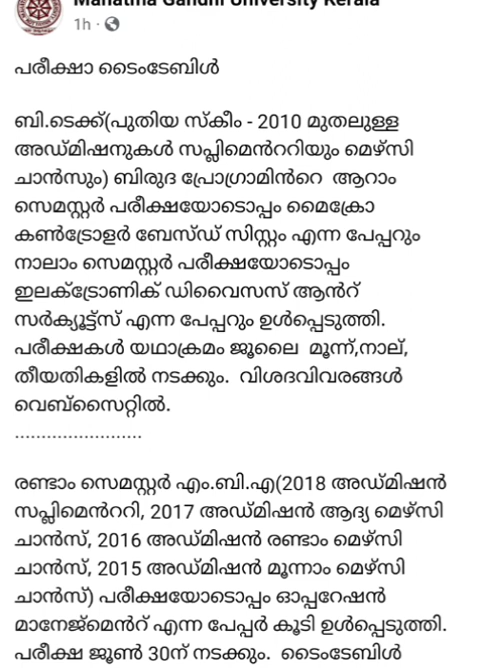 Mahatma Gandhi University Kerala
1h ·
പരീക്ഷാ ടൈംടേബിൾ
ബി.ടെക്ക്(പുതിയ സ്കീം - 2010 മുതലുള്ള
അഡ്മിഷനുകൾ സപ്ലിമെൻററിയും മെഴ്സി
ചാൻസും) ബിരുദ പ്രോഗ്രാമിൻറെ ആറാം
സെമസ്റ്റർ പരീക്ഷയോടൊപ്പം മൈക്രോ
കൺട്രോളർ ബേസ്ഡ് സിസ്റ്റം എന്ന പേപ്പറും
നാലാം സെമസ്റ്റർ പരീക്ഷയോടൊപ്പം
ഇലക്ട്രോണിക് ഡിവൈസസ് ആൻറ്
സർക്യൂട്ട്സ് എന്ന പേപ്പറും ഉൾപ്പെടുത്തി.
പരീക്ഷകൾ യഥാക്രമം ജൂലൈ മൂന്ന്,നാല്,
തീയതികളിൽ നടക്കും. വിശദവിവരങ്ങൾ
വെബ്സൈറ്റിൽ.
........................
രണ്ടാം സെമസ്റ്റർ എം.ബി.എ(2018 അഡ്മിഷൻ
സപ്ലിമെൻററി, 2017 അഡ്മിഷൻ ആദ്യ മെഴ്സി
ചാൻസ്, 2016 അഡ്മിഷൻ രണ്ടാം മെഴ്സി
ചാൻസ്, 2015 അഡ്മിഷൻ മൂന്നാം മെഴ്സി
ചാൻസ്) പരീക്ഷയോടൊപ്പം ഓപ്പറേഷൻ
മാനേജ്മെൻറ് എന്ന പേപ്പർ കൂടി ഉൾപ്പെടുത്തി.
പരീക്ഷ ജൂൺ 30ന് നടക്കും. ടൈംടേബിൾ